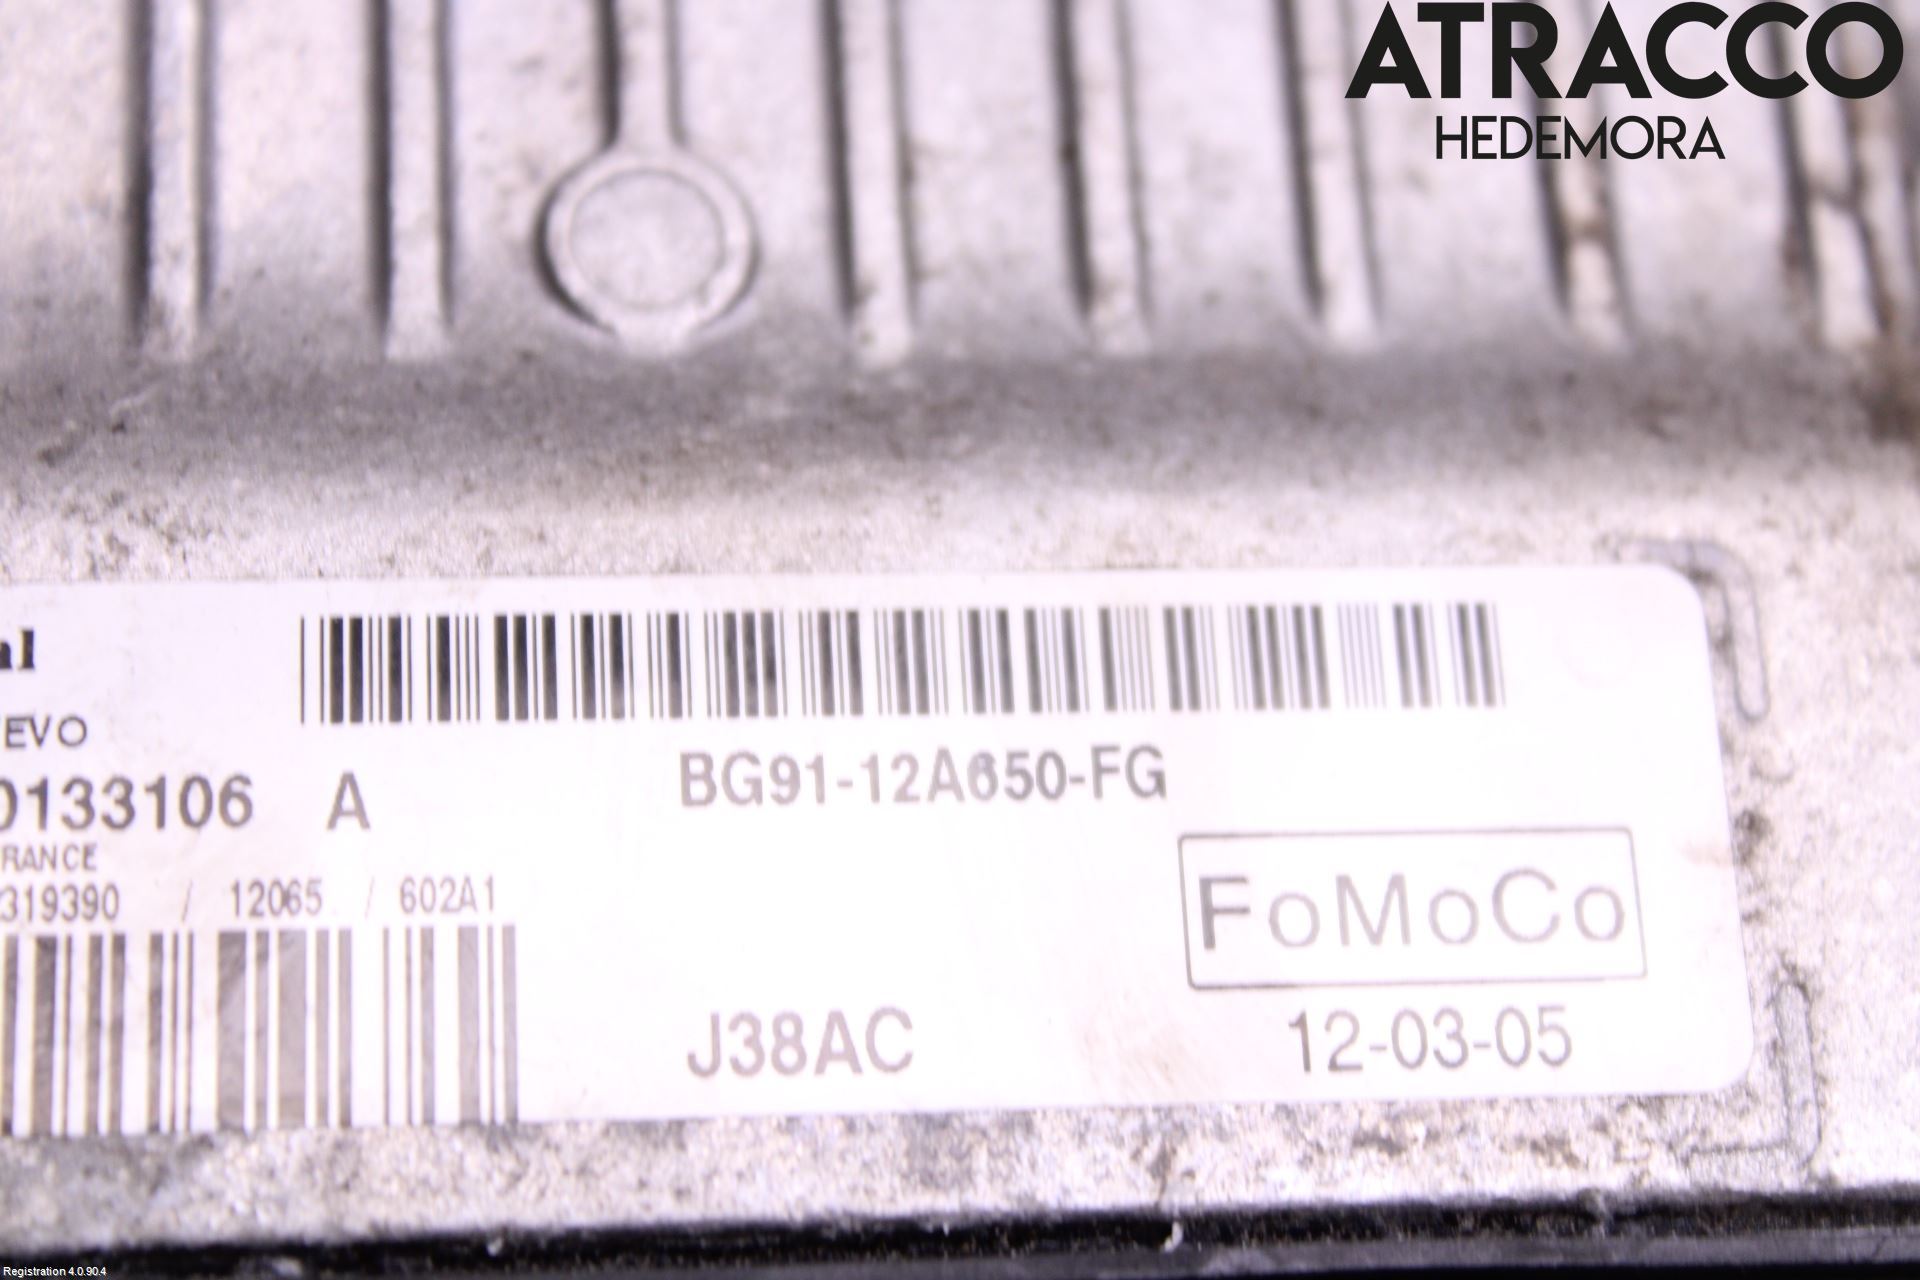 ATRACCO
HEDEMORA
al
EVO
BG91-12A650-FG
0133106 A
RANCE
319390 / 12065 / 602A1
FoMoCo
J38AC
12-03-05
Registration 4.0.90.4